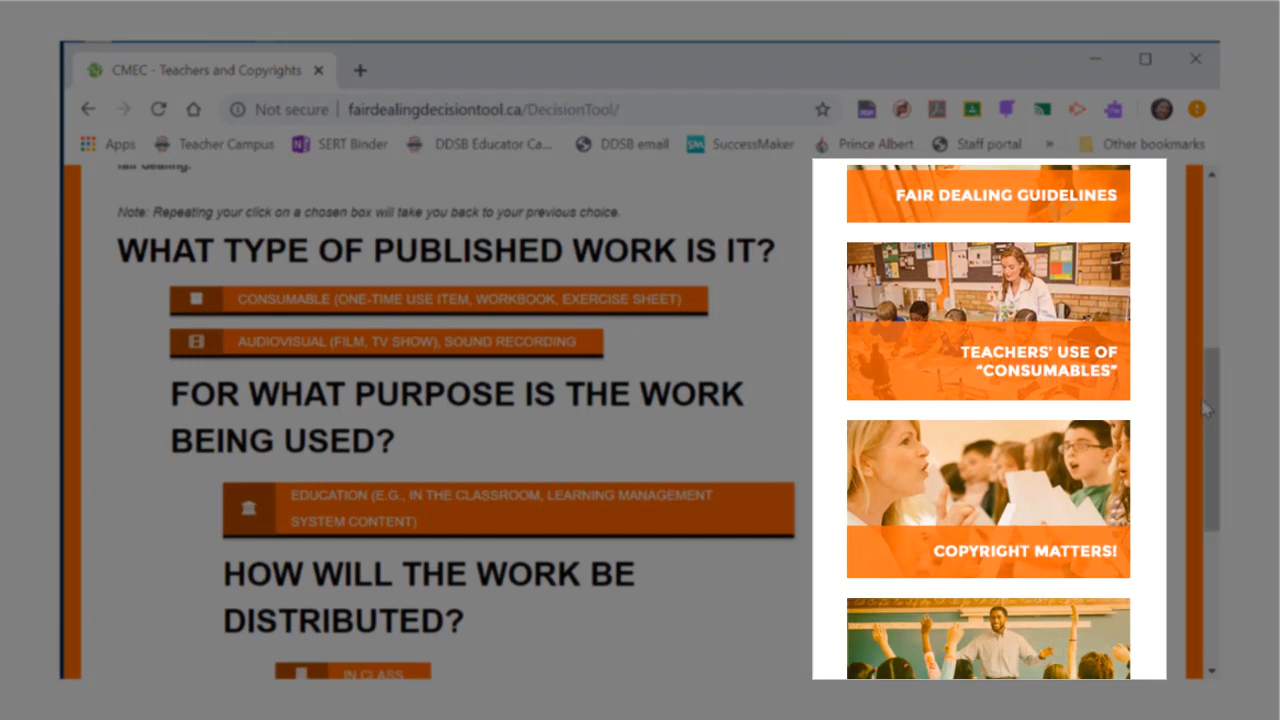 CMEC - Teachers and Copyrights
Not secure | fairdealingdecisiontool.ca/DecisionTool/
Apps Teacher Campus SERT Binder DDSB Educator Ca... DDSB email SuccessMaker Prince Albert Staff portal » Other bookmarks
fair dealing.
Note: Repeating your click on a chosen box will take you back to your previous choice.
WHAT TYPE OF PUBLISHED WORK IS IT?
CONSUMABLE (ONE-TIME USE ITEM, WORKBOOK, EXERCISE SHEET)
AUDIOVISUAL (FILM, TV SHOW), SOUND RECORDING
FOR WHAT PURPOSE IS THE WORK
BEING USED?
EDUCATION (E.G., IN THE CLASSROOM, LEARNING MANAGEMENT
SYSTEM CONTENT)
HOW WILL THE WORK BE
DISTRIBUTED?
IN CLASS
FAIR DEALING GUIDELINES
TEACHERS' USE OF
"CONSUMABLES"
COPYRIGHT MATTERS!